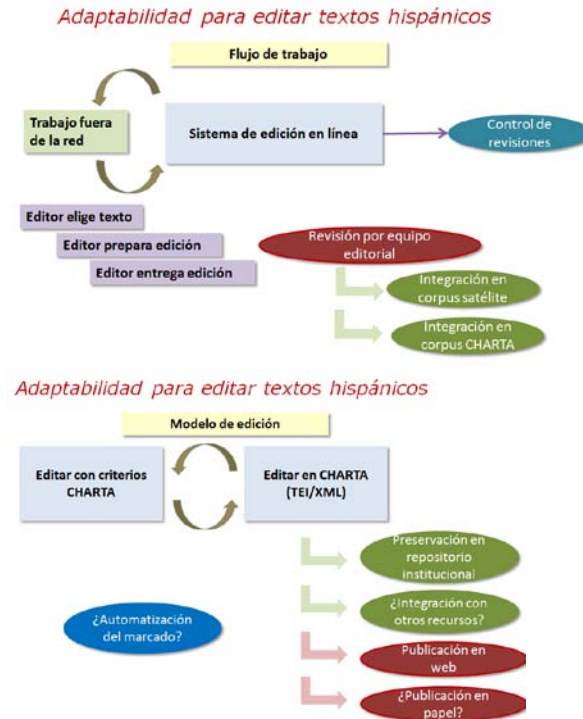 Adaptabilidad para editar textos hispánicos
Flujo de trabajo
Trabajo fuera
de la red
Sistema de edición en línea
Control de
revisiones
Editor elige texto
Editor prepara edición
Editor entrega edición
Revisión por equipo
editorial
Integración en
corpus satélite
Integración en
corpus CHARTA
Adaptabilidad para editar textos hispánicos
Modelo de edición
Editar con criterios
CHARTA
Editar en CHARTA
(TEI/XML)
Preservación en
repositorio
institucional
¿Automatización
del marcado?
¿Integración con
otros recursos?
Publicación en
web
¿Publicación en
papel?